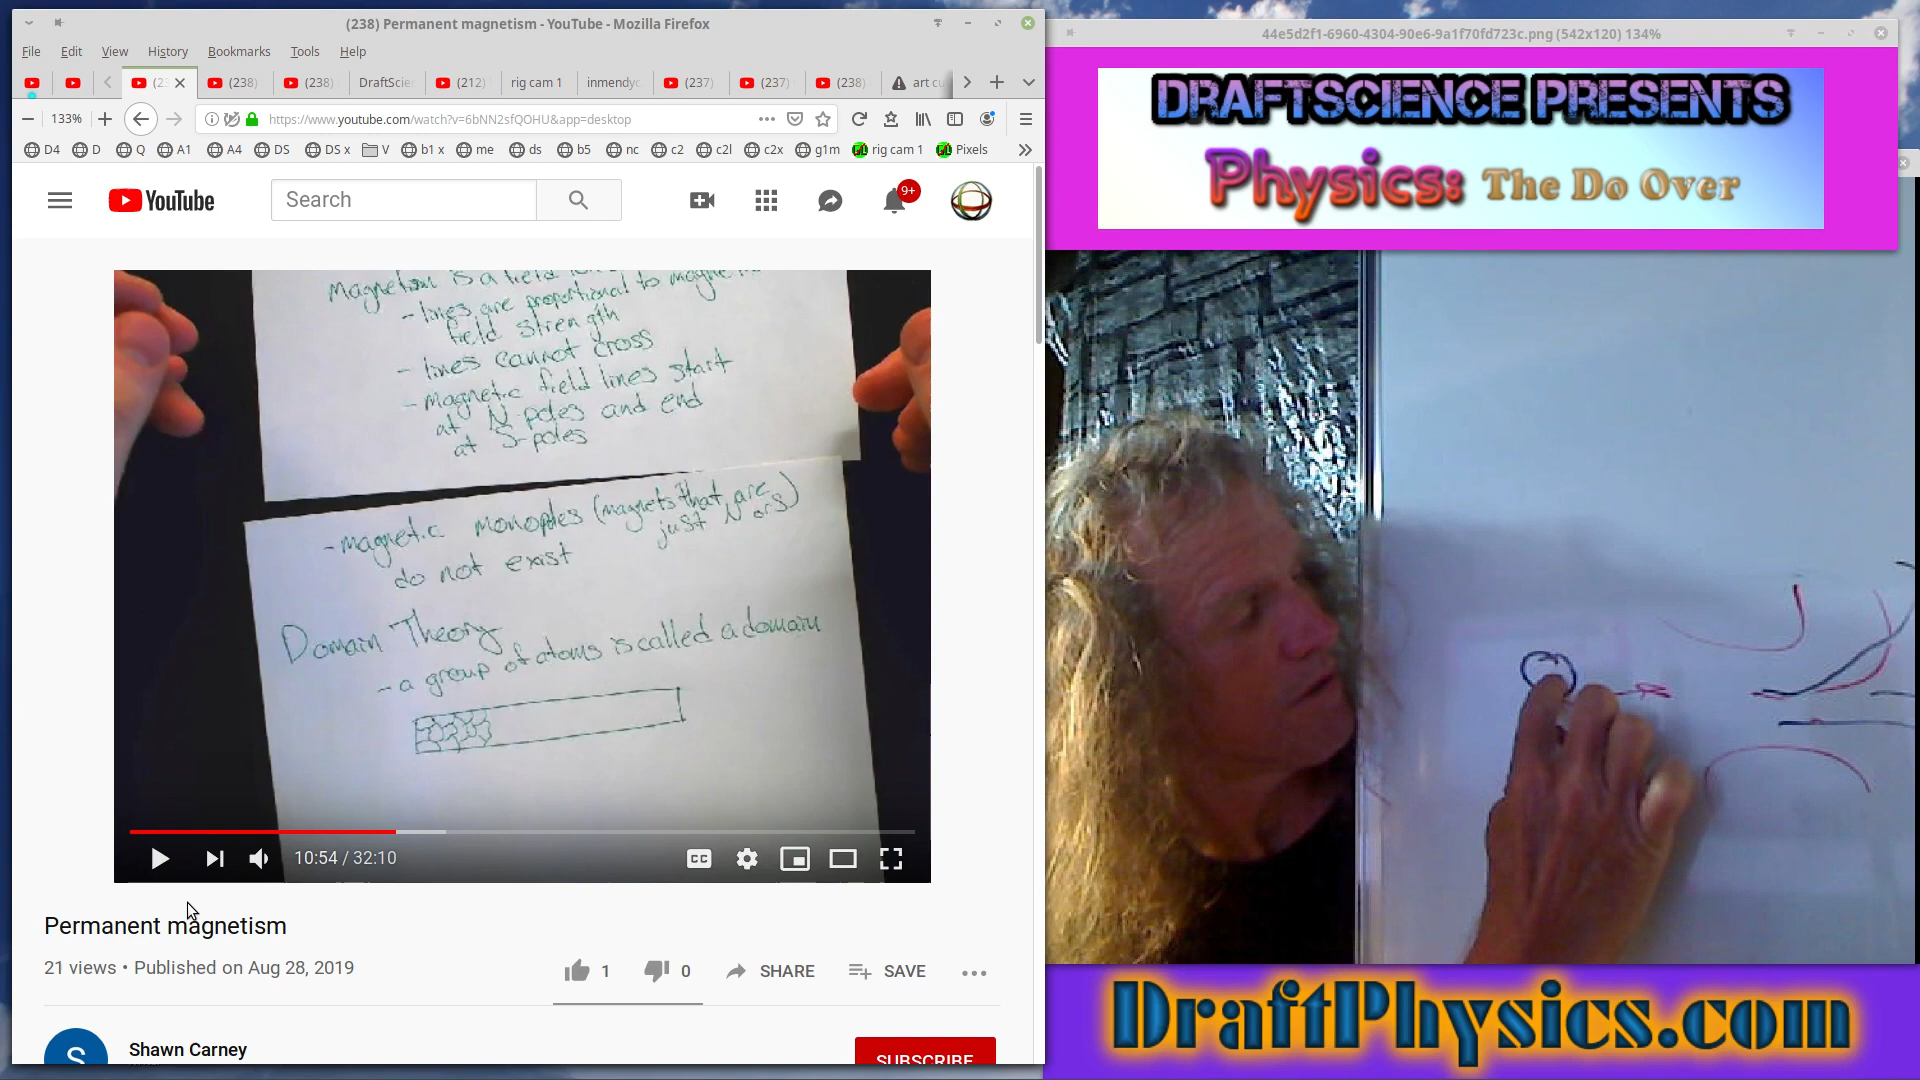 (238) Permanent magnetism - YouTube - Mozilla Firefox
File Edit View History Bookmarks Tools Help
(238) (238) DraftScie (212) rig cam 1 inmendyc (237) (237) (238) art cu
133% https://www.youtube.com/watch?v=6bNN2sfQOHU&app=desktop
D4 D Q A1 A4 DS DS x V b1 x me ds b5 nc c2 c2l c2x g1m rig cam 1 Pixels
YouTube Search 9+
Magnetism is a field
- lines are proportional to
field strength
- lines cannot cross
- magnetic field lines start
at N-poles and end
at S-poles
- magnetic monoples (magnets that are
just N or S)
do not exist
Domain Theory
- a group of atoms is called a domain
10:54 / 32:10
CC
Permanent magnetism
21 views • Published on Aug 28, 2019
1 0 SHARE SAVE
S
Shawn Carney
SUBSCRIBE
44e5d2f1-6960-4304-90e6-9a1f70fd723c.png (542x120) 134%
DRAFTSCIENCE PRESENTS
Physics: The Do Over
DraftPhysics.com